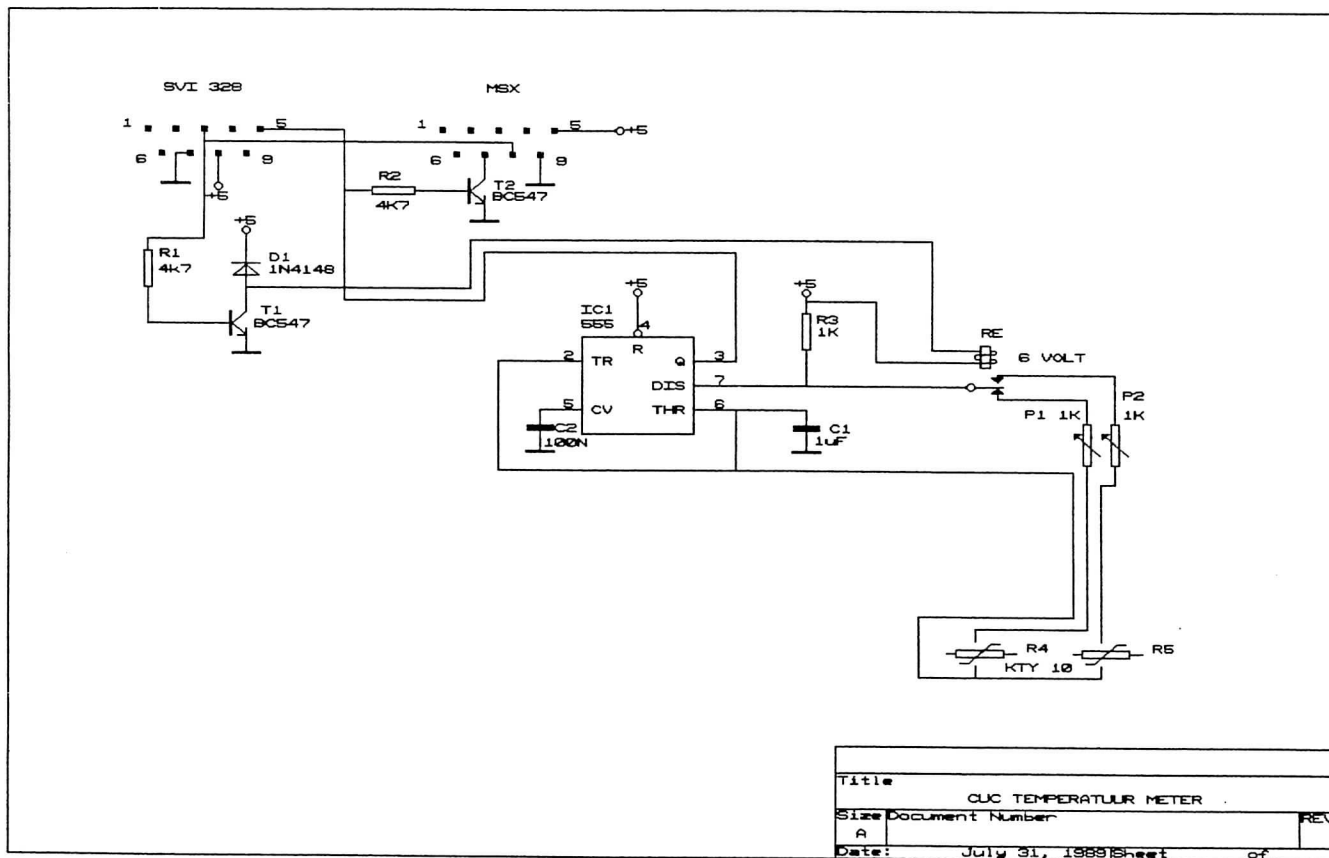 SVI 328
MSX
1
5
1
5
+5
6
9
6
9
+5
R2
4K7
T2
BC547
+5
R1
4K7
D1
1N4148
T1
BC547
+5
+5
IC1
555
4
R
R3
1K
RE
6 VOLT
2
TR
Q
3
DIS
7
5
CV
THR
6
C2
100N
C1
1uF
P1 1K
P2
1K
R4
R5
KTY 10
Title
CUC TEMPERATUUR METER
Size
Document Number
REV
A
Date:
July 31, 1989
Sheet
of